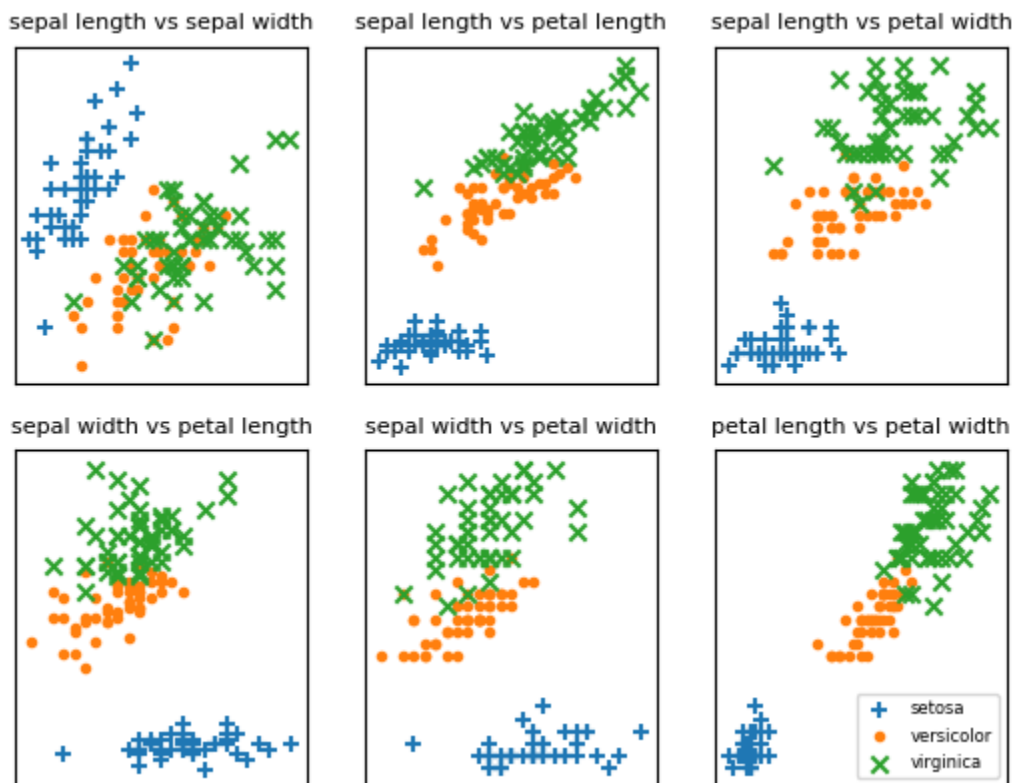 sepal length vs sepal width
sepal length vs petal length
sepal length vs petal width
sepal width vs petal length
sepal width vs petal width
petal length vs petal width
setosa
versicolor
virginica